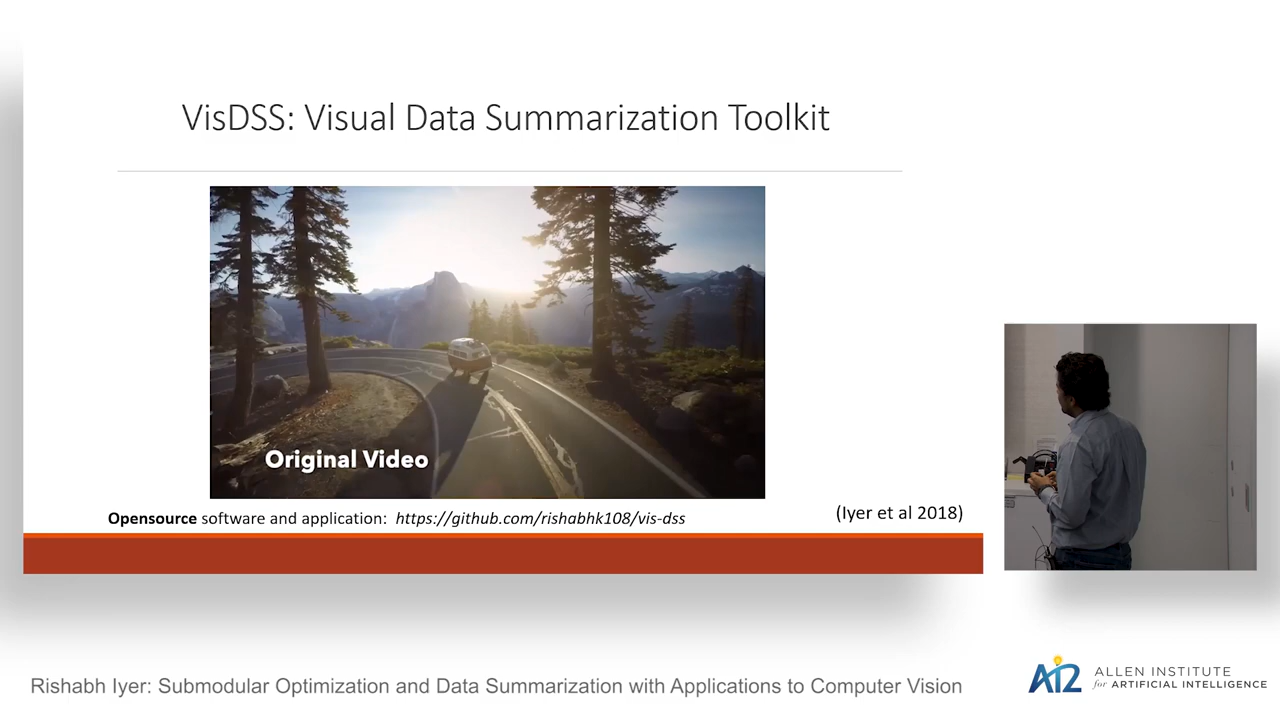 VisDSS: Visual Data Summarization Toolkit
Original Video
Opensource software and application: https://github.com/rishabhk108/vis-dss
(Iyer et al 2018)
Rishabh Iyer: Submodular Optimization and Data Summarization with Applications to Computer Vision
AI2 ALLEN INSTITUTE
for ARTIFICIAL INTELLIGENCE